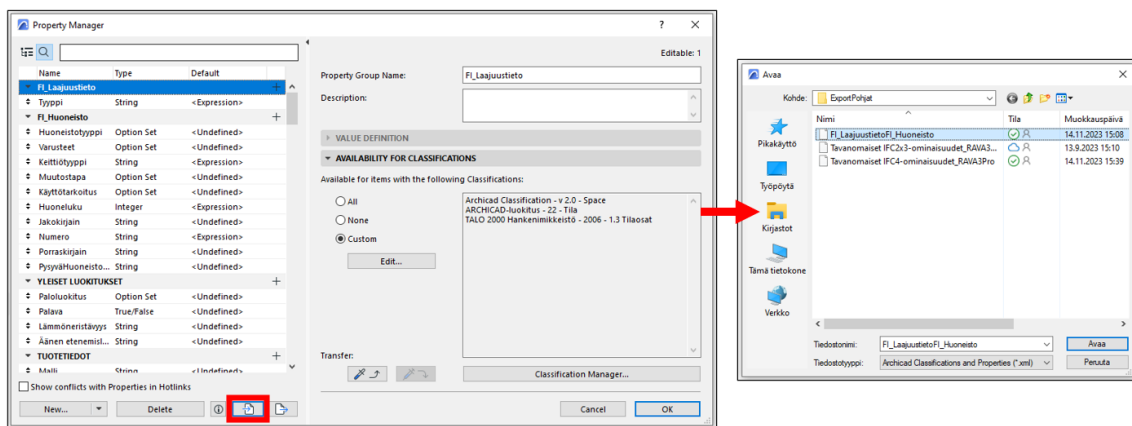 Property Manager
? ×
Editable: 1
Name Type Default
FI_Laajuustieto
Tyyppi String <Expression>
FI_Huoneisto
Huoneistotyyppi Option Set <Undefined>
Varusteet Option Set <Undefined>
Keittiötyyppi String <Expression>
Muutostapa Option Set <Undefined>
Käyttötarkoitus Option Set <Undefined>
Huoneluku Integer <Expression>
Jakokirjain String <Undefined>
Numero String <Expression>
Porraskirjain String <Undefined>
PysyväHuoneisto... String <Undefined>
YLEISET LUOKITUKSET
Paloluokitus Option Set <Undefined>
Palava True/False <Undefined>
Lämmöneristävyys String <Undefined>
Äänen etenemisl... String <Undefined>
TUOTETIEDOT
Malli String <Undefined>
Show conflicts with Properties in Hotlinks
New... Delete
Property Group Name: FI_Laajuustieto
Description:
VALUE DEFINITION
AVAILABILITY FOR CLASSIFICATIONS
Available for items with the following Classifications:
All
None
Custom
Edit...
Archicad Classification - v 2.0 - Space
ARCHICAD-luokitus - 22 - Tila
TALO 2000 Hankenimikkeistö - 2006 - 1.3 Tilaosat
Transfer:
Classification Manager...
Cancel OK
Avaa
Kohde: ExportPohjat
Pikakäyttö
Työpöytä
Kirjastot
Tämä tietokone
Verkko
Nimi Tila Muokkauspäivä
FI_LaajuustietoFI_Huoneisto 14.11.2023 15:08
Tavanomaiset IFC2x3-ominaisuudet_RAVA3... 13.9.2023 15:10
Tavanomaiset IFC4-ominaisuudet_RAVA3Pro 14.11.2023 15:39
Tiedostonimi: FI_LaajuustietoFI_Huoneisto Avaa
Tiedostotyyppi: Archicad Classifications and Properties (*.xml) Peruuta